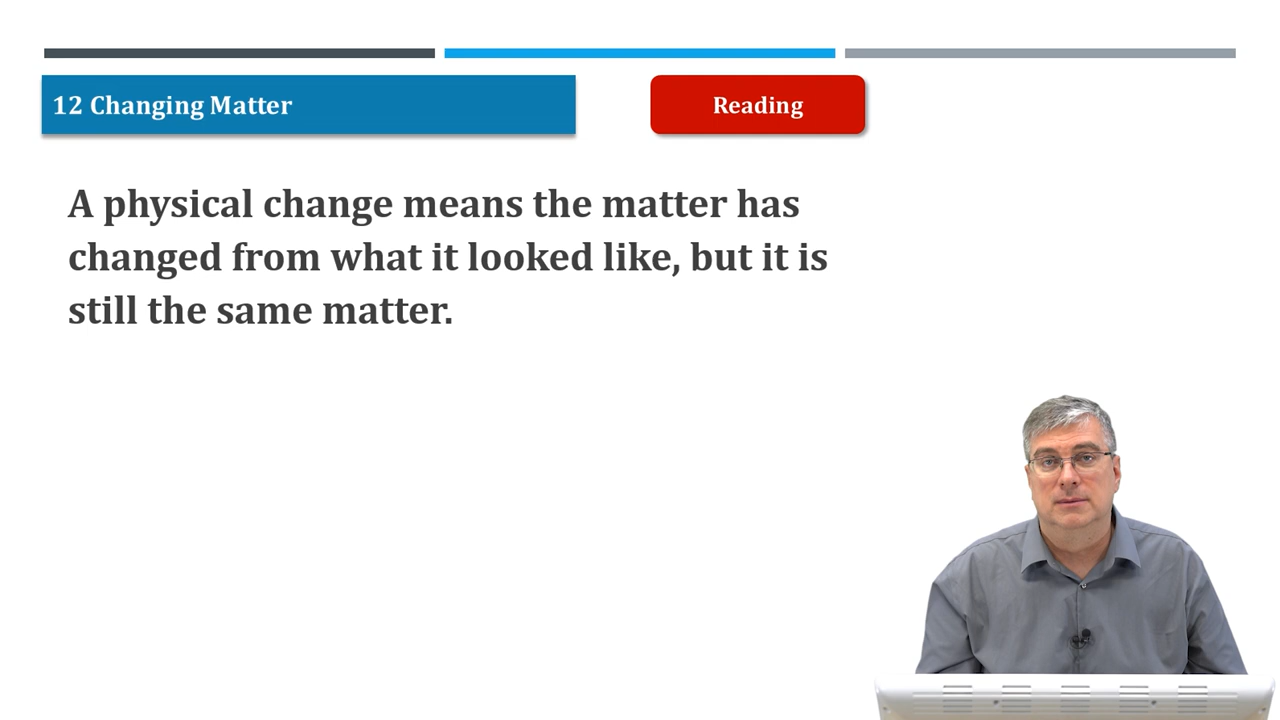 12 Changing Matter
Reading
A physical change means the matter has
changed from what it looked like, but it is
still the same matter.